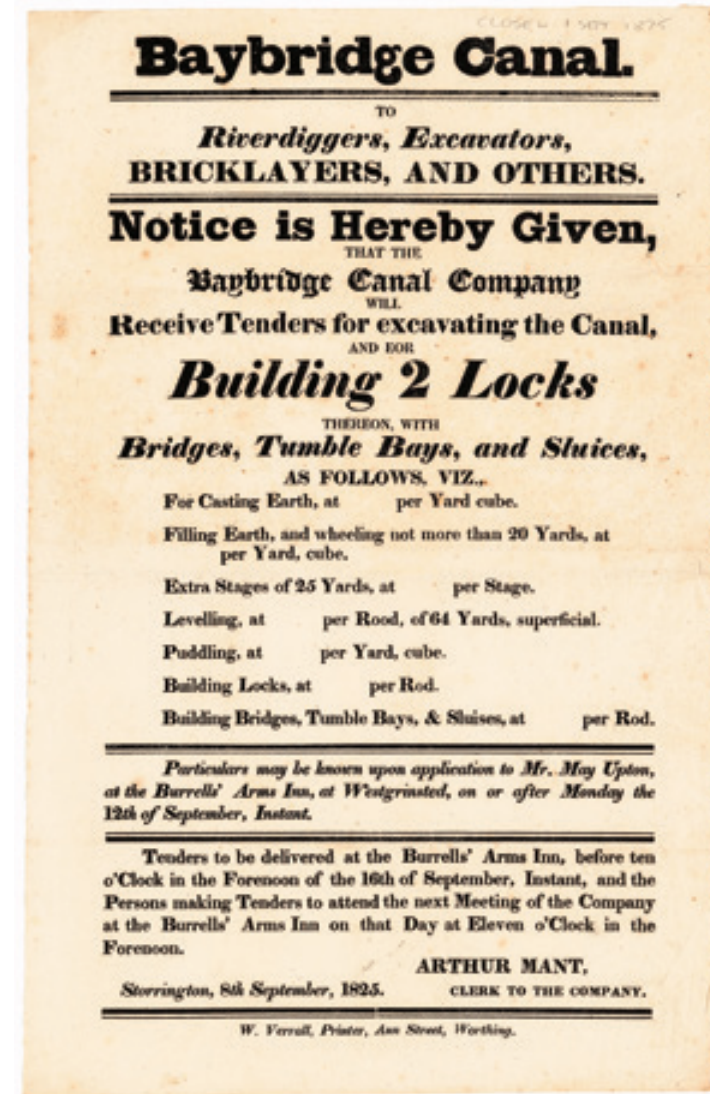 CLOSED 1 SEPT 1875
Baybridge Canal.
TO
Riverdiggers, Excavators,
BRICKLAYERS, AND OTHERS.
Notice is Hereby Given,
THAT THE
Baybridge Canal Company
WILL
Receive Tenders for excavating the Canal,
AND EOR
Building 2 Locks
THEREON, WITH
Bridges, Tumble Bays, and Sluices,
AS FOLLOWS, VIZ.,
For Casting Earth, at per Yard cube.
Filling Earth, and wheeling not more than 20 Yards, at
per Yard, cube.
Extra Stages of 25 Yards, at per Stage.
Levelling, at per Rood, of 64 Yards, superficial.
Puddling, at per Yard, cube.
Building Locks, at per Rod.
Building Bridges, Tumble Bays, & Sluises, at per Rod.
Particulars may be known upon application to Mr. May Upton,
at the Burrells' Arms Inn, at Westgrinsted, on or after Monday the
12th of September, Instant.
Tenders to be delivered at the Burrells' Arms Inn, before ten
o'Clock in the Forenoon of the 16th of September, Instant, and the
Persons making Tenders to attend the next Meeting of the Company
at the Burrells' Arms Inn on that Day at Eleven o'Clock in the
Forenoon.
ARTHUR MANT,
Storrington, 8th September, 1825. CLERK TO THE COMPANY.
W. Verrall, Printer, Ann Street, Worthing.